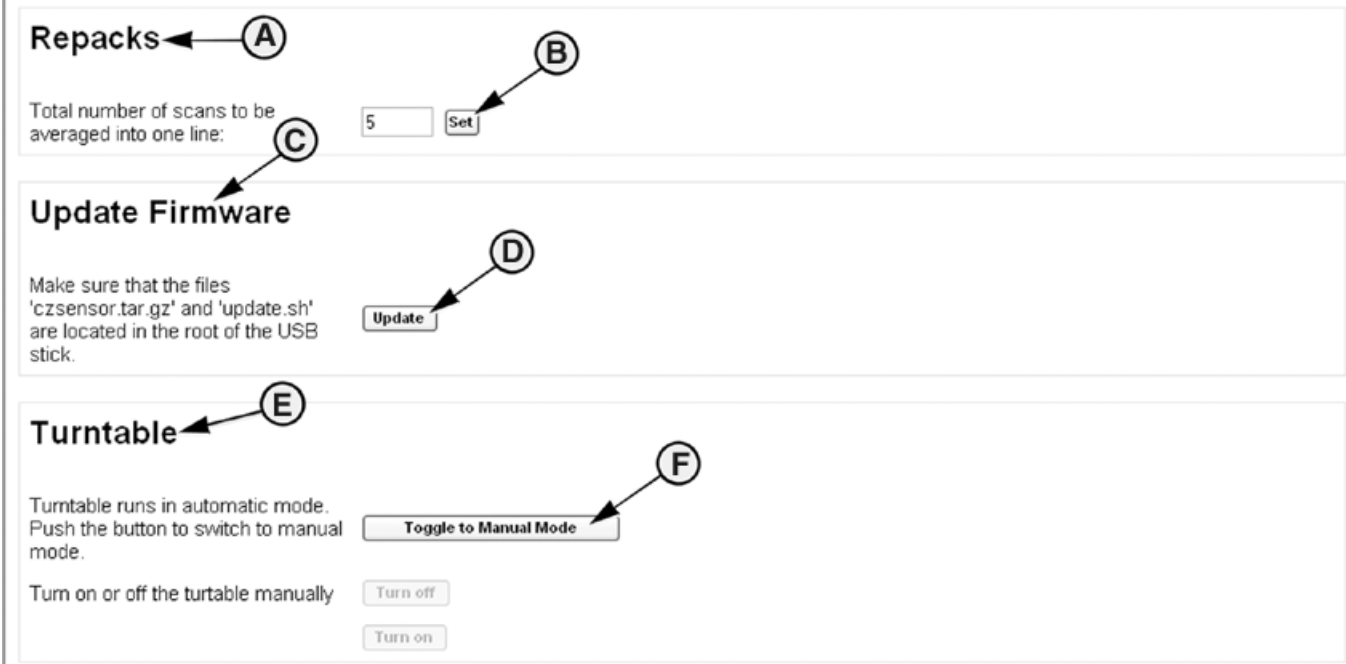 Repacks A
B
Total number of scans to be
averaged into one line:
5 Set
C
Update Firmware
D
Make sure that the files
'czsensor.tar.gz' and 'update.sh'
are located in the root of the USB
stick.
Update
E
Turntable
F
Turntable runs in automatic mode.
Push the button to switch to manual
mode.
Toggle to Manual Mode
Turn on or off the turtable manually
Turn off
Turn on